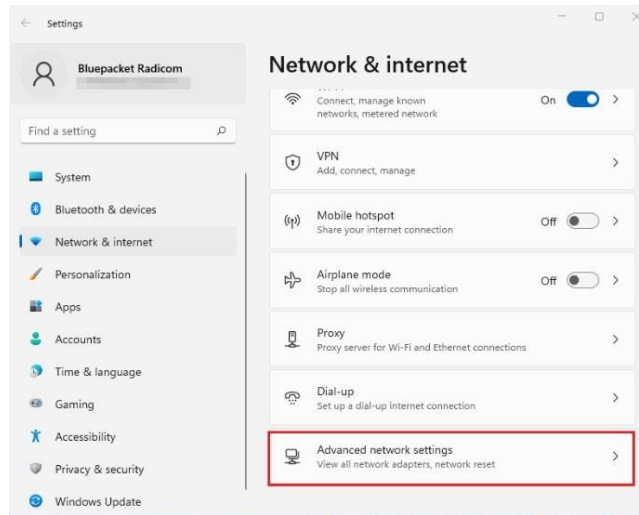 Settings
Bluepacket Radicom
Find a setting
System
Bluetooth & devices
Network & internet
Personalization
Apps
Accounts
Time & language
Gaming
Accessibility
Privacy & security
Windows Update
Network & internet
Connect, manage known
networks, metered network
On
VPN
Add, connect, manage
Mobile hotspot
Share your internet connection
Off
Airplane mode
Stop all wireless communication
Off
Proxy
Proxy server for Wi-Fi and Ethernet connections
Dial-up
Set up a dial-up internet connection
Advanced network settings
View all network adapters, network reset